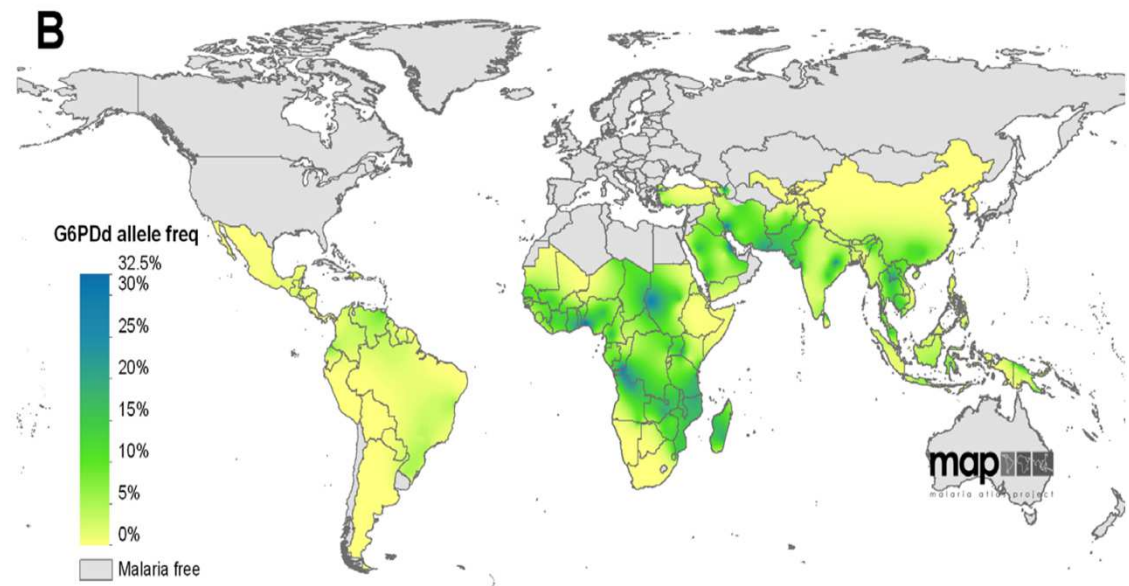 B
G6PDd allele freq
32.5%
30%
25%
20%
15%
10%
5%
0%
Malaria free
map
malaria atlas project